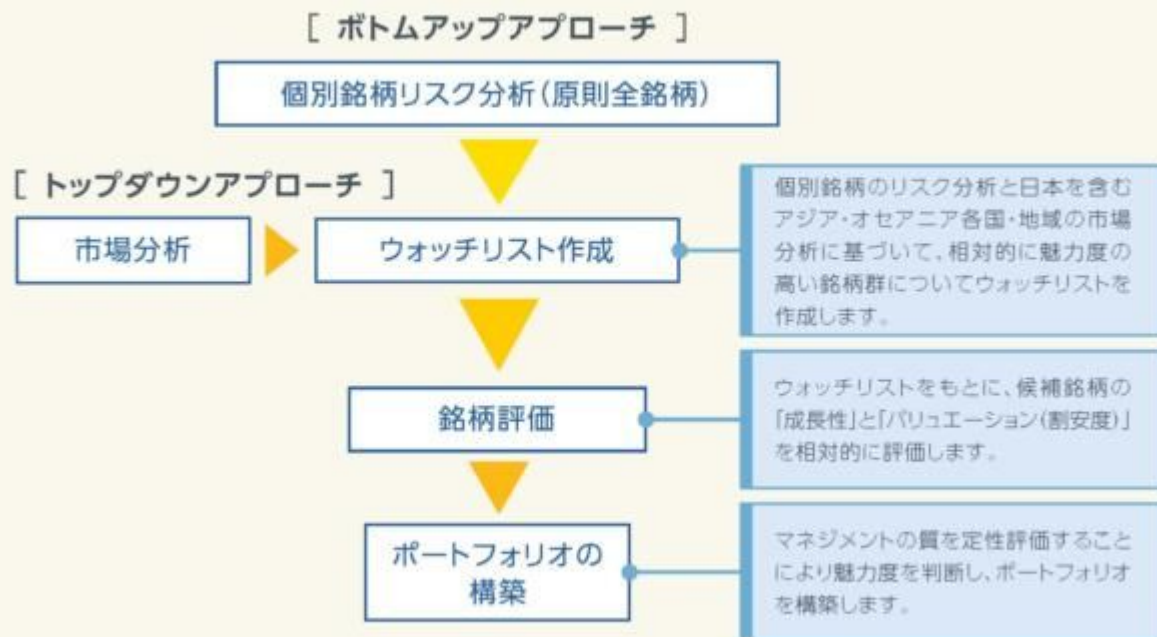 [ ボトムアップアプローチ ]
個別銘柄リスク分析(原則全銘柄)
[ トップダウンアプローチ ]
市場分析
ウォッチリスト作成
個別銘柄のリスク分析と日本を含む
アジア・オセアニア各国・地域の市場
分析に基づいて、相対的に魅力度の
高い銘柄群についてウォッチリストを
作成します。
銘柄評価
ウォッチリストをもとに、候補銘柄の
「成長性」と「バリュエーション(割安度)」
を相対的に評価します。
ポートフォリオの
構築
マネジメントの質を定性評価すること
により魅力度を判断し、ポートフォリオ
を構築します。